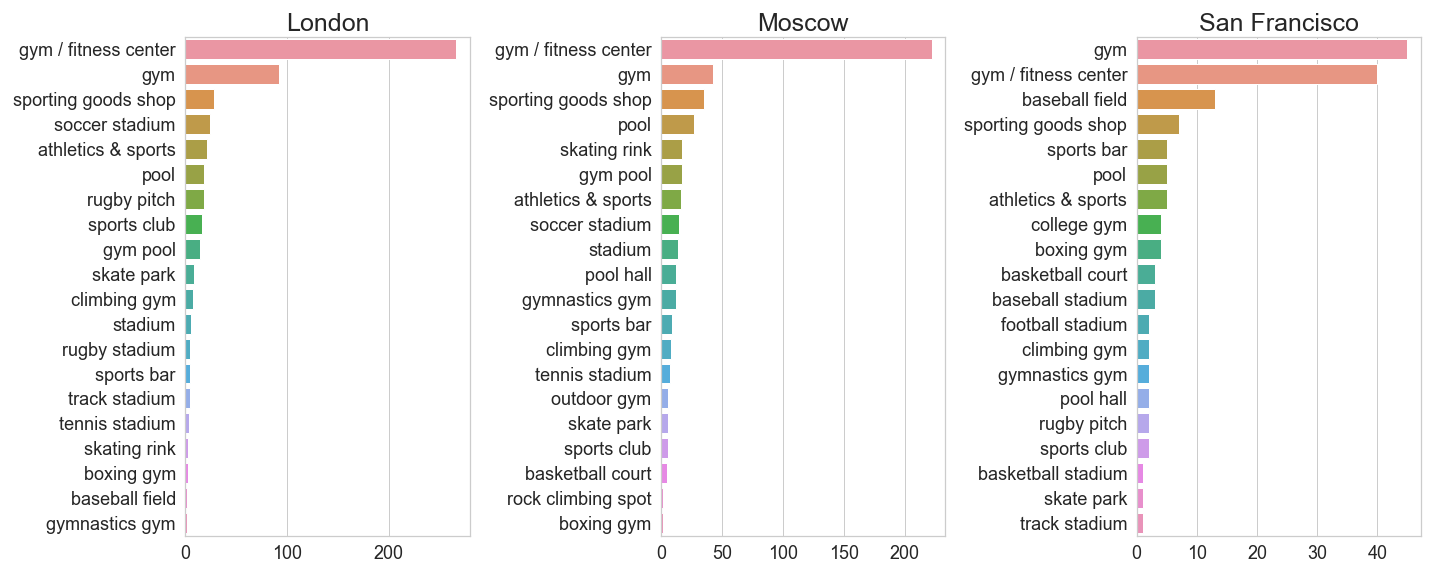 London
gym / fitness center
gym
sporting goods shop
soccer stadium
athletics & sports
pool
rugby pitch
sports club
gym pool
skate park
climbing gym
stadium
rugby stadium
sports bar
track stadium
tennis stadium
skating rink
boxing gym
baseball field
gymnastics gym
0 100 200
Moscow
gym / fitness center
gym
sporting goods shop
pool
skating rink
gym pool
athletics & sports
soccer stadium
stadium
pool hall
gymnastics gym
sports bar
climbing gym
tennis stadium
outdoor gym
skate park
sports club
basketball court
rock climbing spot
boxing gym
0 50 100 150 200
San Francisco
gym
gym / fitness center
baseball field
sporting goods shop
sports bar
pool
athletics & sports
college gym
boxing gym
basketball court
baseball stadium
football stadium
climbing gym
gymnastics gym
pool hall
rugby pitch
sports club
basketball stadium
skate park
track stadium
0 10 20 30 40